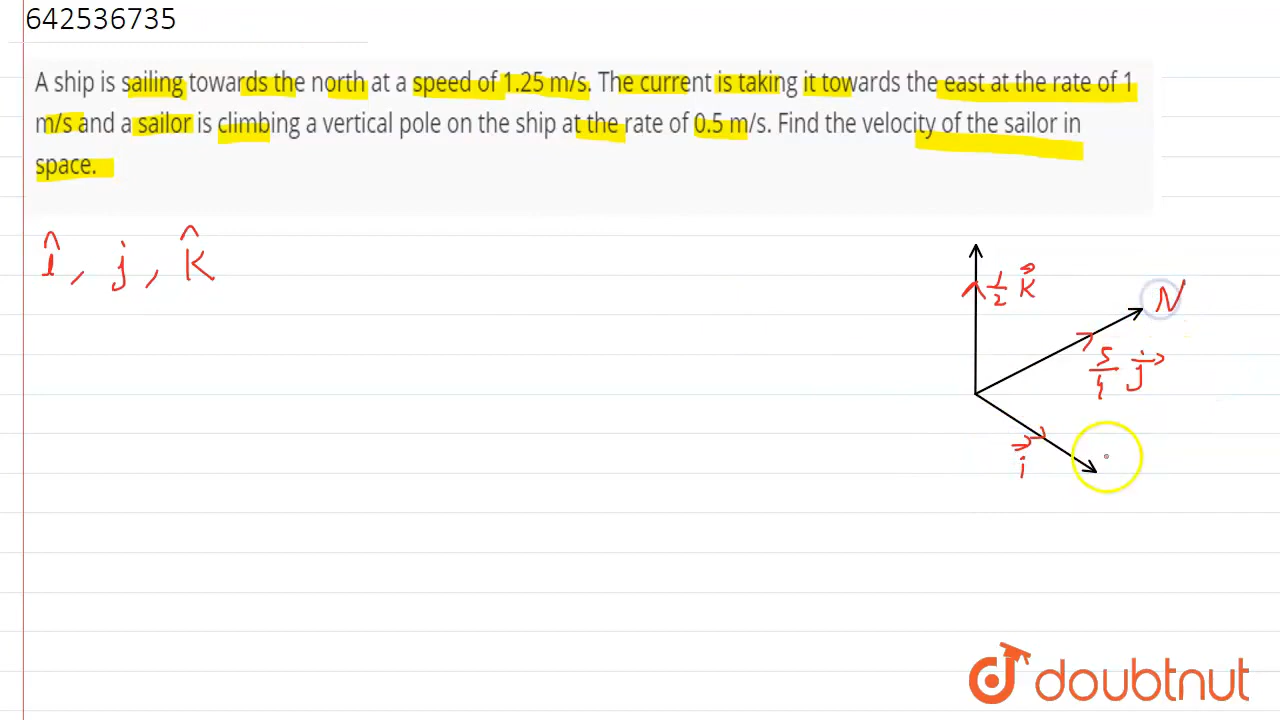 642536735
A ship is sailing towards the north at a speed of 1.25 m/s. The current is taking it towards the east at the rate of 1
m/s and a sailor is climbing a vertical pole on the ship at the rate of 0.5 m/s. Find the velocity of the sailor in
space.
î, j, k̂
1/2 k⃗
N
5/4 j⃗
i⃗
doubtnut